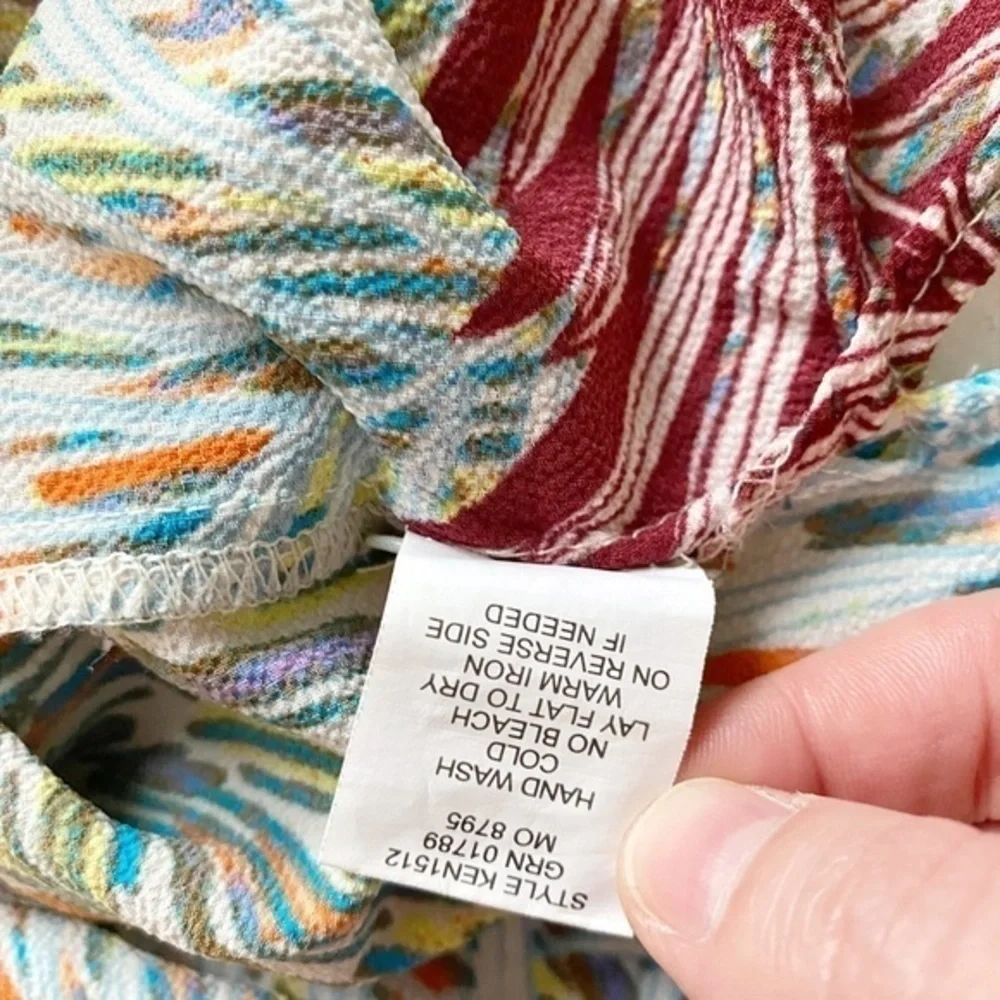 STYLE KEN1512
GRN 01789
MO 8795
HAND WASH
COLD
NO BLEACH
LAY FLAT TO DRY
WARM IRON
ON REVERSE SIDE
IF NEEDED